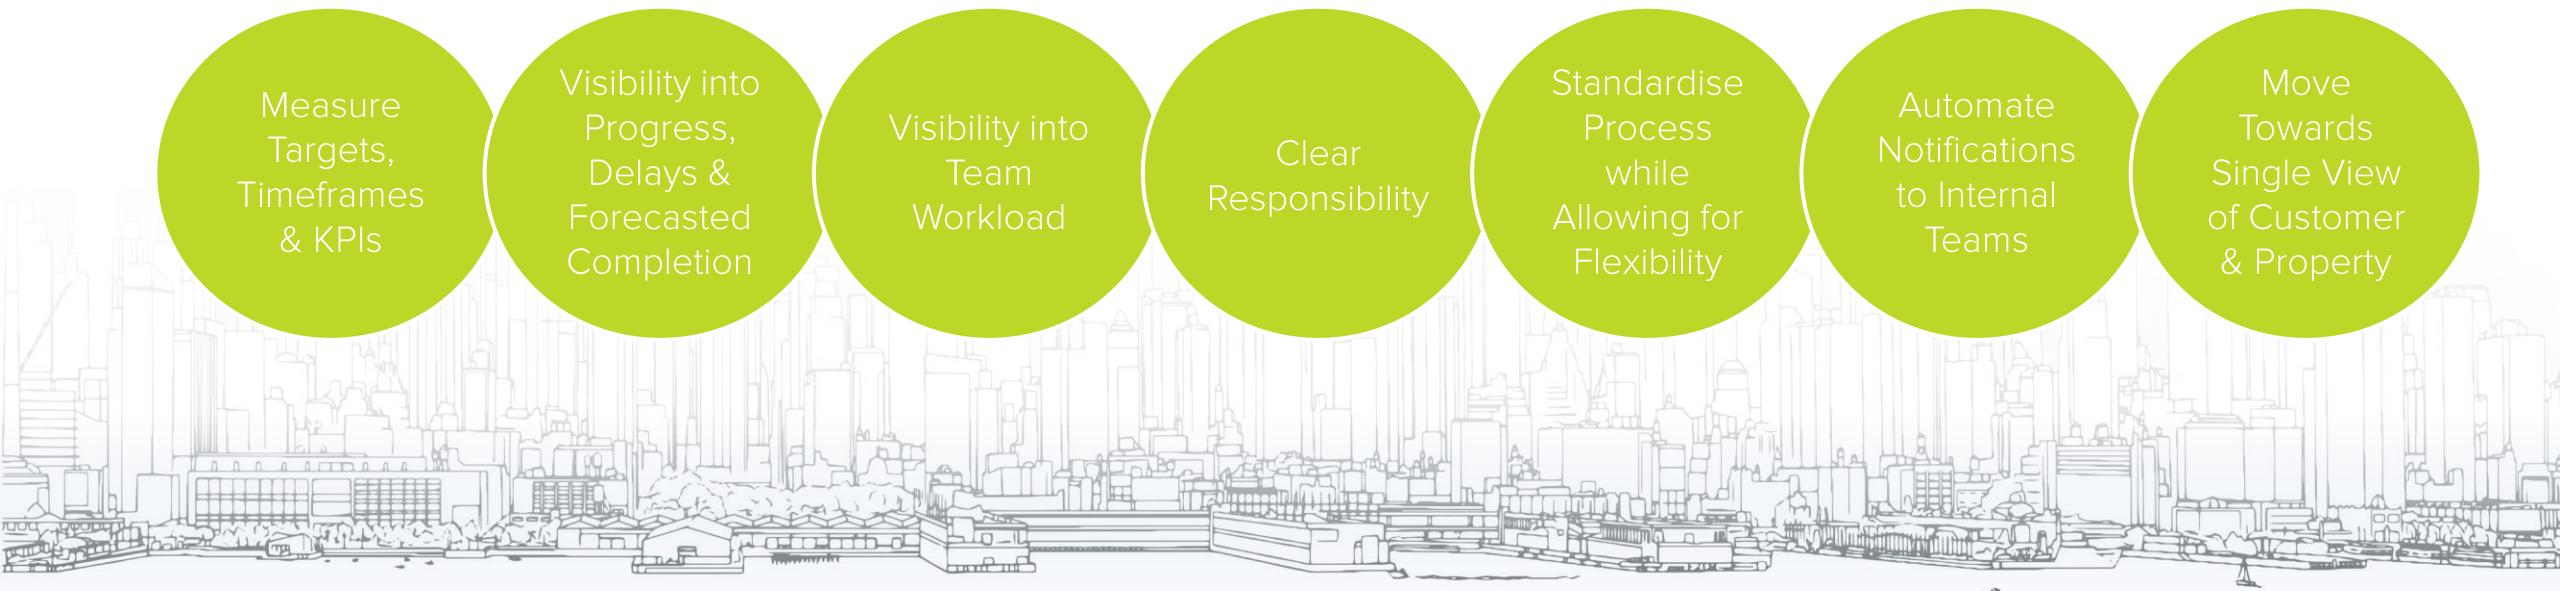 Measure
Targets,
Timeframes
& KPIs
Visibility into
Progress,
Delays &
Forecasted
Completion
Visibility into
Team
Workload
Clear
Responsibility
Standardise
Process
while
Allowing for
Flexibility
Automate
Notifications
to Internal
Teams
Move
Towards
Single View
of Customer
& Property